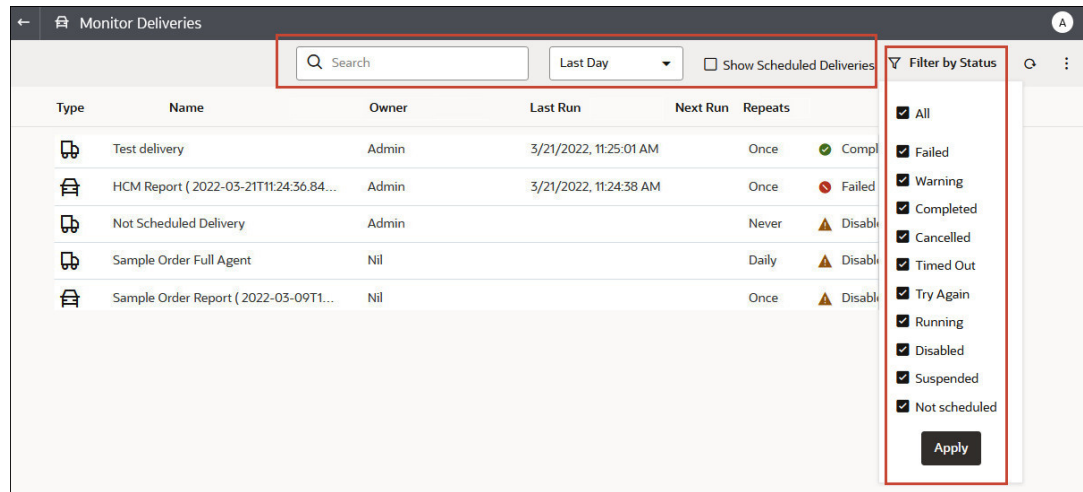 Monitor Deliveries
A
Search
Last Day
Show Scheduled Deliveries
Filter by Status
Type Name Owner Last Run Next Run Repeats
Test delivery Admin 3/21/2022, 11:25:01 AM Once Compl
HCM Report ( 2022-03-21T11:24:36.84... Admin 3/21/2022, 11:24:38 AM Once Failed
Not Scheduled Delivery Admin Never Disabl
Sample Order Full Agent Nil Daily Disabl
Sample Order Report ( 2022-03-09T1... Nil Once Disabl
All
Failed
Warning
Completed
Cancelled
Timed Out
Try Again
Running
Disabled
Suspended
Not scheduled
Apply